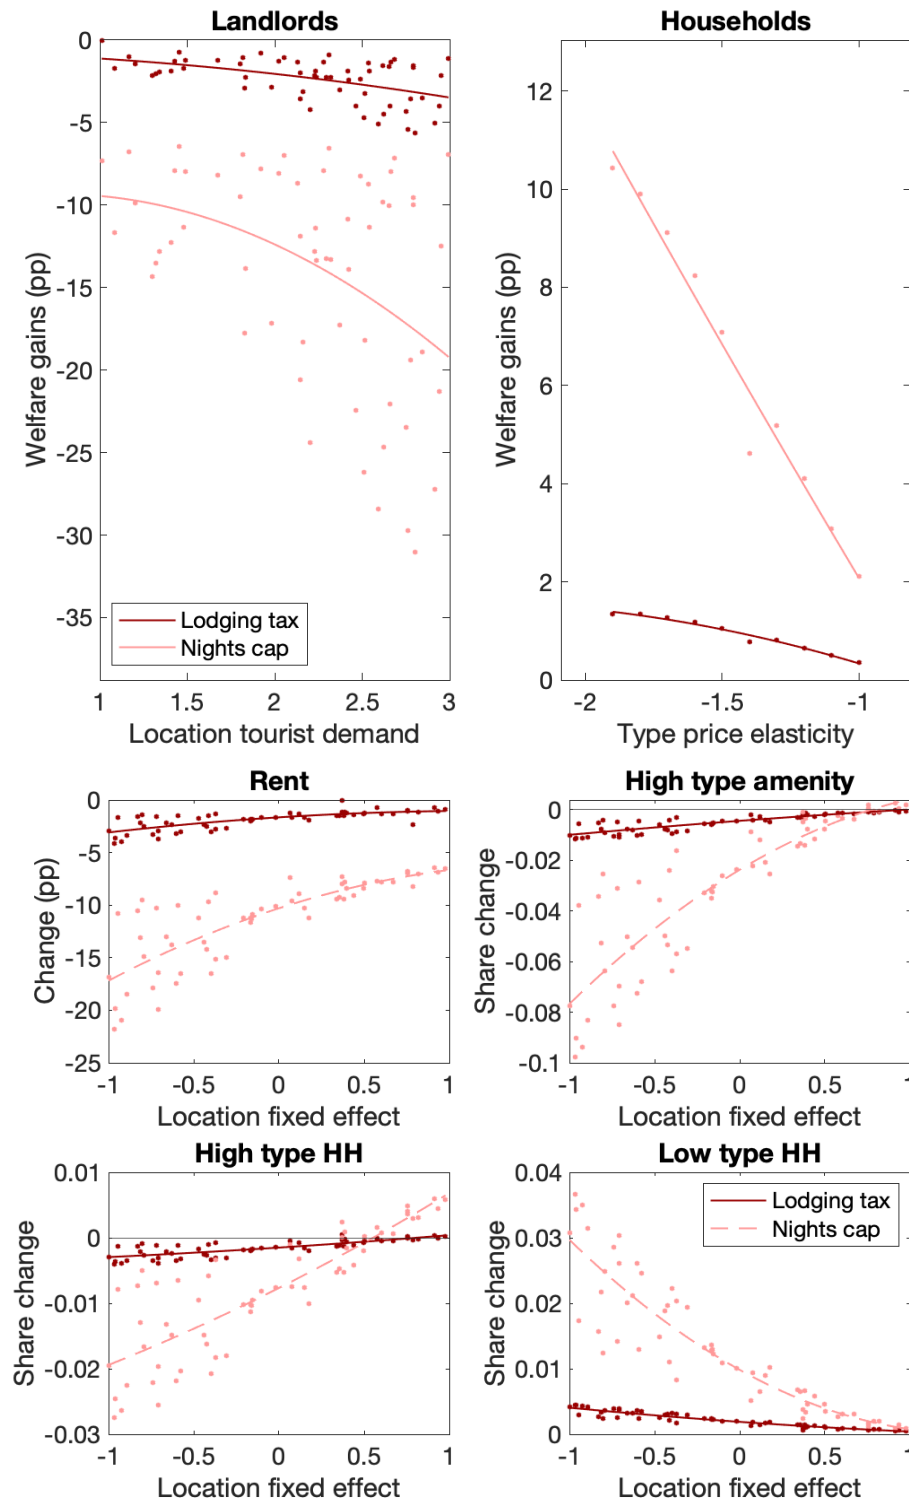 Landlords
Welfare gains (pp)
0
-5
-10
-15
-20
-25
-30
-35
Lodging tax
Nights cap
1
1.5
2
2.5
3
Location tourist demand
Households
Welfare gains (pp)
12
10
8
6
4
2
0
-2
-1.5
-1
Type price elasticity
Rent
Change (pp)
0
-5
-10
-15
-20
-25
-1
-0.5
0
0.5
1
Location fixed effect
High type amenity
Share change
0
-0.02
-0.04
-0.06
-0.08
-0.1
-1
-0.5
0
0.5
1
Location fixed effect
High type HH
Share change
0.01
0
-0.01
-0.02
-0.03
-1
-0.5
0
0.5
1
Location fixed effect
Low type HH
Share change
0.04
0.03
0.02
0.01
0
Lodging tax
Nights cap
-1
-0.5
0
0.5
1
Location fixed effect